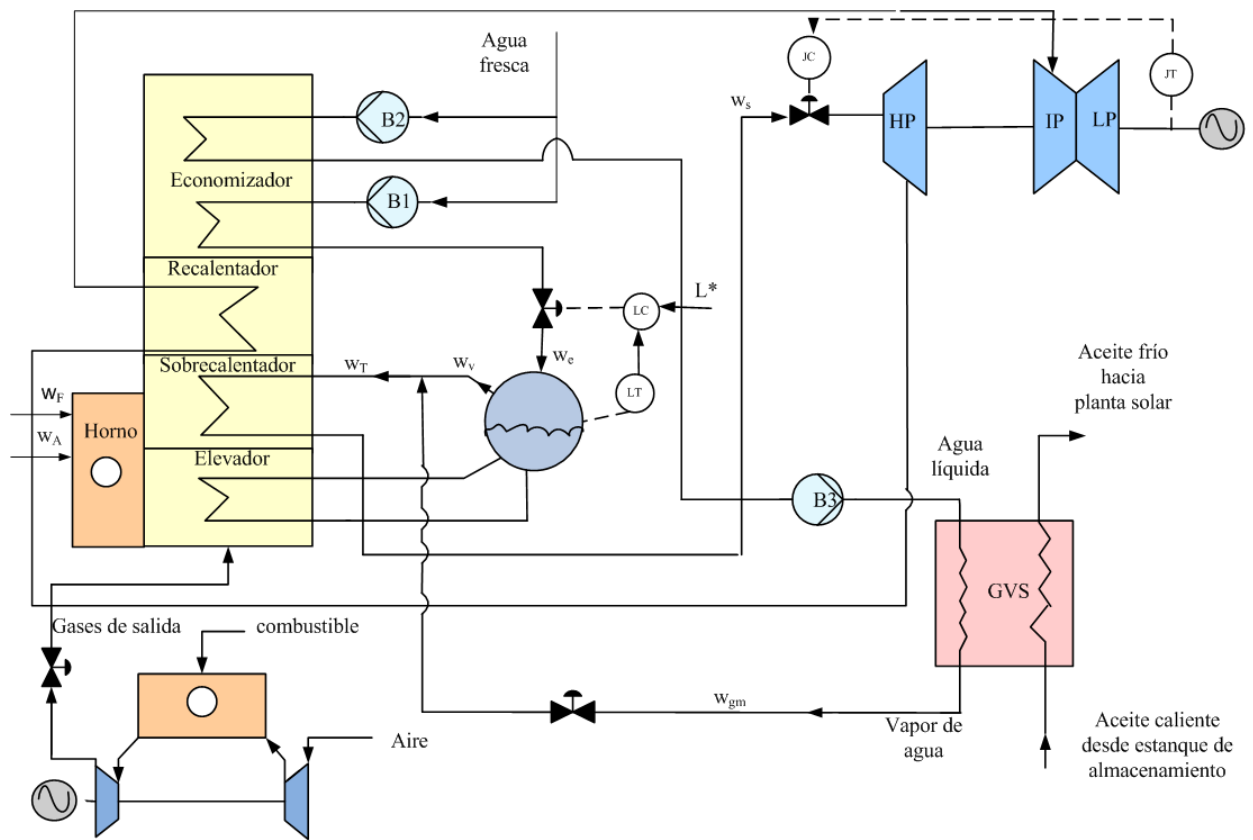 Agua
fresca
JC
JT
B2
w_s
HP
IP
LP
Economizador
B1
Recalentador
L*
LC
Sobrecalentador
w_T
w_v
w_e
Aceite frío
hacia
planta solar
w_F
LT
Horno
w_A
Elevador
Agua
líquida
B3
GVS
Gases de salida
combustible
w_gm
Vapor de
agua
Aire
Aceite caliente
desde estanque de
almacenamiento